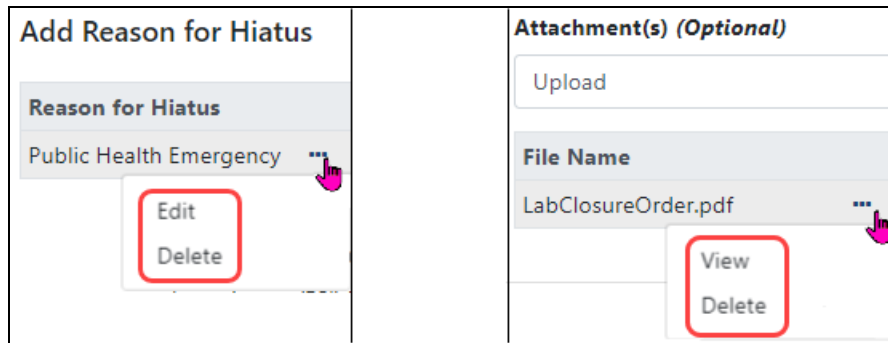 Add Reason for Hiatus
Reason for Hiatus
Public Health Emergency ...
Edit
Delete
Attachment(s) (Optional)
Upload
File Name
LabClosureOrder.pdf ...
View
Delete